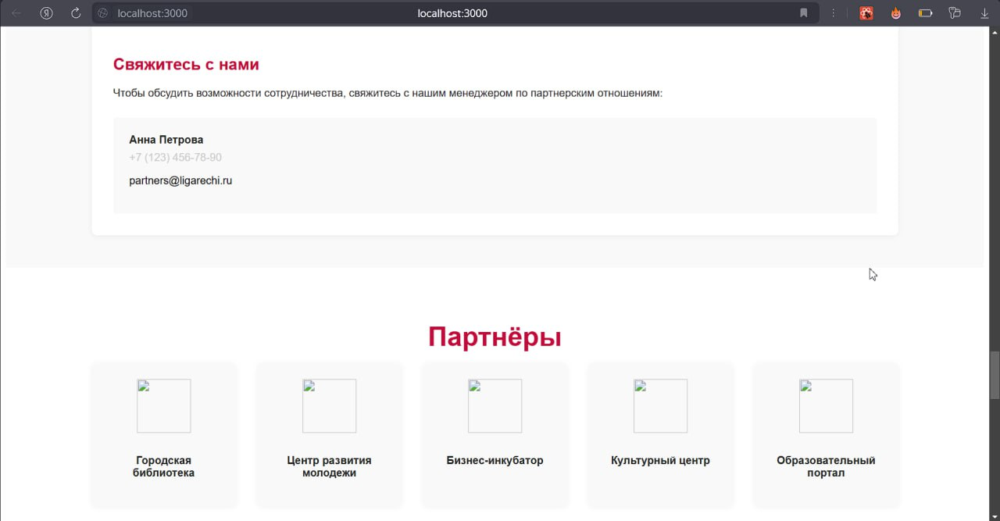 localhost:3000
localhost:3000
Свяжитесь с нами
Чтобы обсудить возможности сотрудничества, свяжитесь с нашим менеджером по партнерским отношениям:
Анна Петрова
+7 (123) 456-78-90
partners@ligarechi.ru
Партнёры
Городская
библиотека
Центр развития
молодежи
Бизнес-инкубатор
Культурный центр
Образовательный
портал